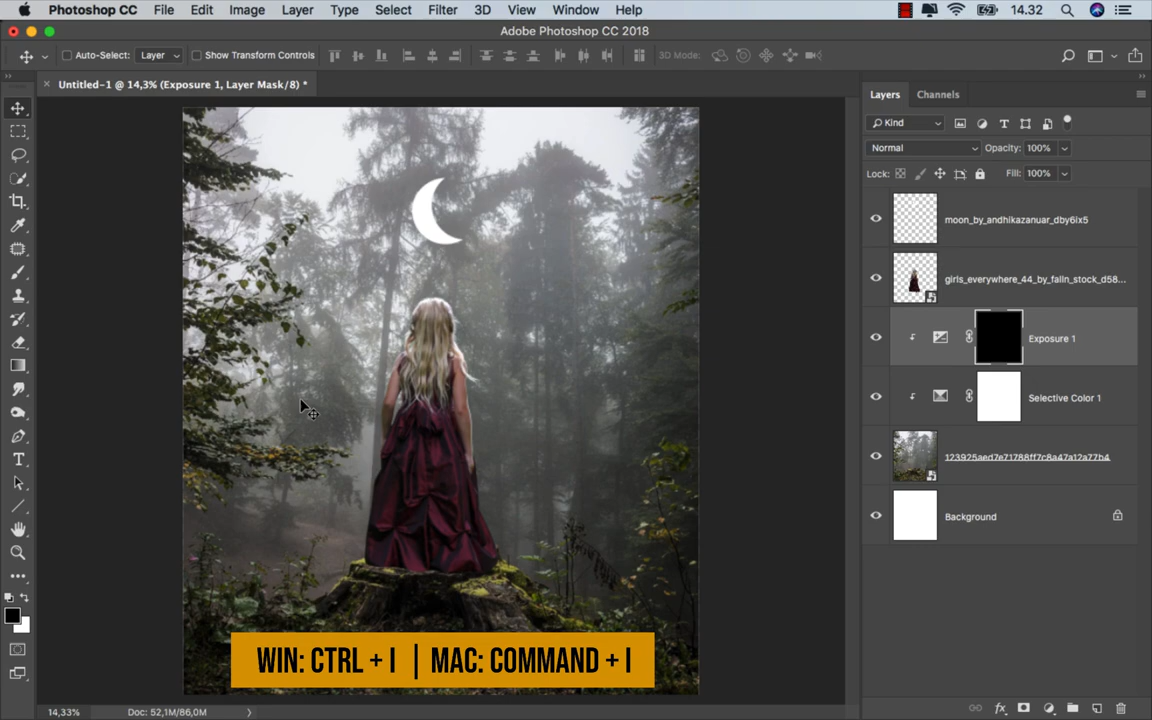 Photoshop CC File Edit Image Layer Type Select Filter 3D View Window Help 14.32
Adobe Photoshop CC 2018
Auto-Select: Layer Show Transform Controls 3D Mode:
Untitled-1 @ 14,3% (Exposure 1, Layer Mask/8) *
Layers Channels
Kind
Normal Opacity: 100%
Lock: Fill: 100%
moon_by_andhikazanuar_dby6ix5
girls_everywhere_44_by_falln_stock_d58...
Exposure 1
Selective Color 1
123925aed7e71788ff7c8a47a12a77b4
Background
WIN: CTRL + I | MAC: COMMAND + I
14,33% Doc: 52,1M/86,0M